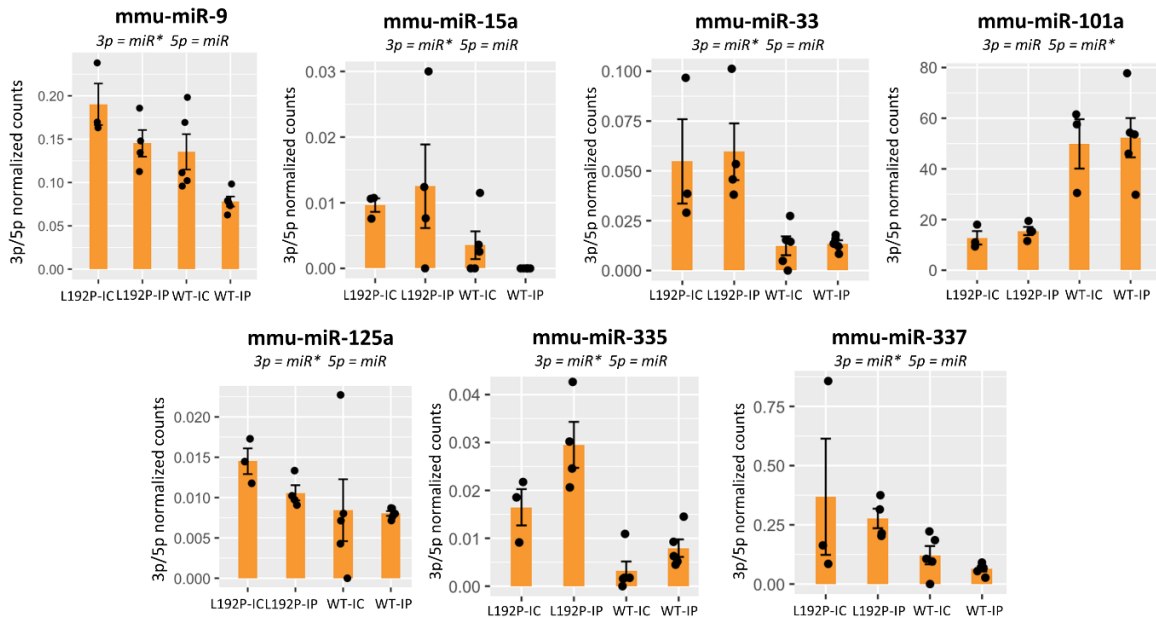 mmu-miR-9
3p = miR* 5p = miR
3p/5p normalized counts
0.20
0.15
0.10
0.05
0.00
L192P-IC L192P-IP WT-IC WT-IP
mmu-miR-15a
3p = miR* 5p = miR
3p/5p normalized counts
0.03
0.02
0.01
0.00
L192P-IC L192P-IP WT-IC WT-IP
mmu-miR-33
3p = miR* 5p = miR
3p/5p normalized counts
0.100
0.075
0.050
0.025
0.000
L192P-IC L192P-IP WT-IC WT-IP
mmu-miR-101a
3p = miR 5p = miR*
3p/5p normalized counts
80
60
40
20
0
L192P-IC L192P-IP WT-IC WT-IP
mmu-miR-125a
3p = miR* 5p = miR
3p/5p normalized counts
0.020
0.015
0.010
0.005
0.000
L192P-IC L192P-IP WT-IC WT-IP
mmu-miR-335
3p = miR* 5p = miR
3p/5p normalized counts
0.04
0.03
0.02
0.01
0.00
L192P-IC L192P-IP WT-IC WT-IP
mmu-miR-337
3p = miR* 5p = miR
3p/5p normalized counts
0.75
0.50
0.25
0.00
L192P-IC L192P-IP WT-IC WT-IP